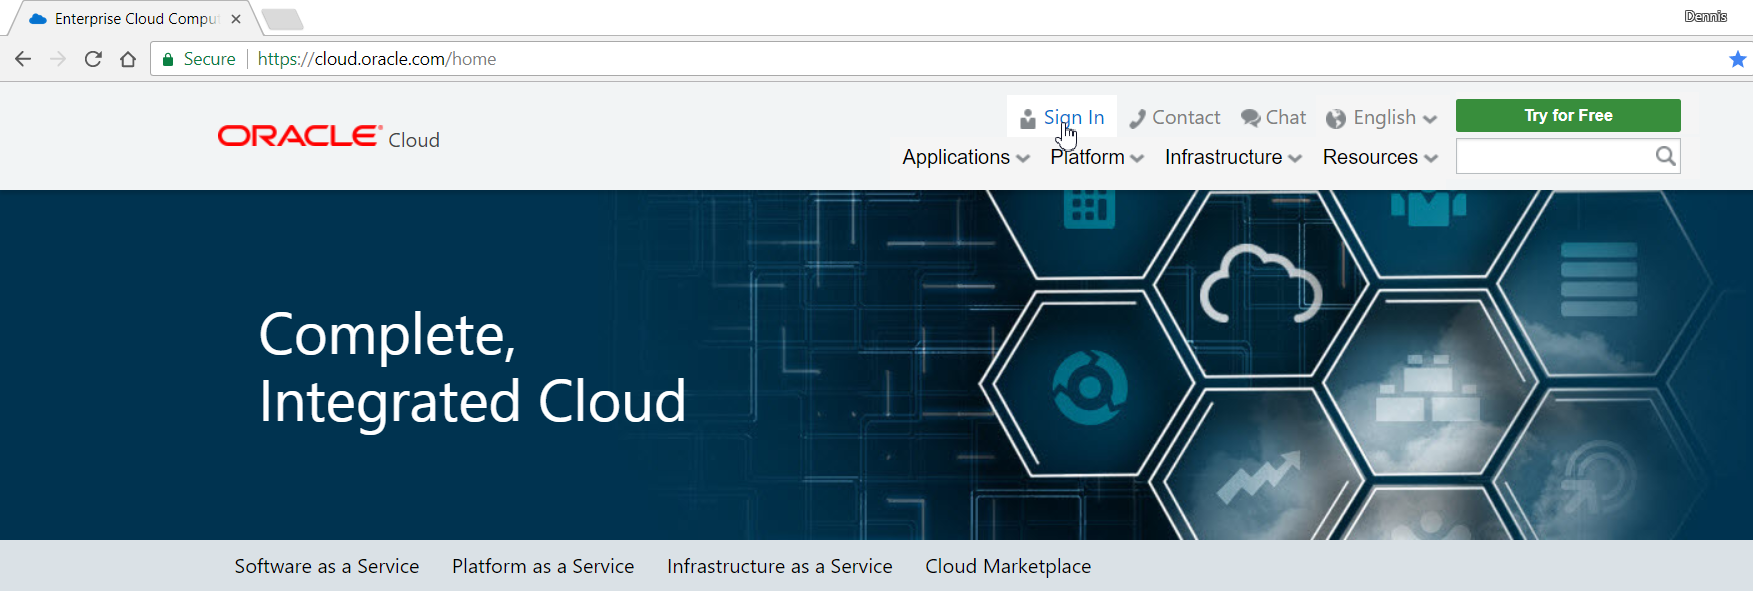 Enterprise Cloud Comput
Dennis
Secure https://cloud.oracle.com/home
Sign In Contact Chat English Try for Free
ORACLE® Cloud
Applications Platform Infrastructure Resources
Complete,
Integrated Cloud
Software as a Service Platform as a Service Infrastructure as a Service Cloud Marketplace